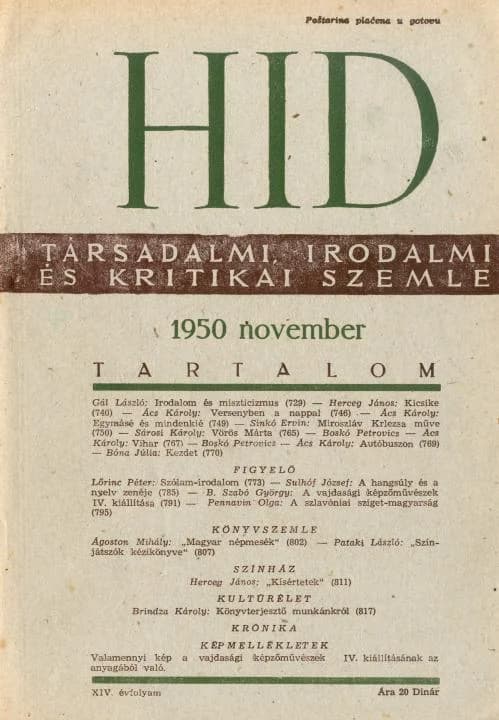 Poštarina plaćena u gotovu
HID
TÁRSADALMI, IRODALMI
ÉS KRITIKAI SZEMLE
1950 november
TARTALOM
Gál László: Irodalom és miszticizmus (729) — Herceg János: Kicsike
(740) — Ács Károly: Versenyben a nappal (746) — Ács Károly:
Egymásé és mindenkié (749) — Sinkó Ervin: Miroszláv Krlezsa műve
(750) — Sárosi Károly: Vörös Márta (765) — Boskó Petrovics — Ács
Károly: Vihar (767) — Boskó Petrovics — Ács Károly: Autóbuszon (769)
— Bóna Júlia: Kezdet (770)
FIGYELŐ
Lőrinc Péter: Szólam-irodalom (773) — Sulhóf József: A hangsúly és a
nyelv zenéje (785) — B. Szabó György: A vajdasági képzőművészek
IV. kiállítása (791) — Pennavin Olga: A szlavóniai sziget-magyarság
(795)
KÖNYVSZEMLE
Ágoston Mihály: „Magyar népmesék" (802) — Pataki László: „Szín-
játszók kézikönyve" (807)
SZÍNHÁZ
Herceg János: „Kísértetek" (811)
KULTÚRÉLET
Brindza Károly: Könyvterjesztő munkánkról (817)
KRÓNIKA
KÉPMELLÉKLETEK
Valamennyi kép a vajdasági képzőművészek IV. kiállításának az
anyagából való.
XIV. évfolyam Ára 20 Dinár